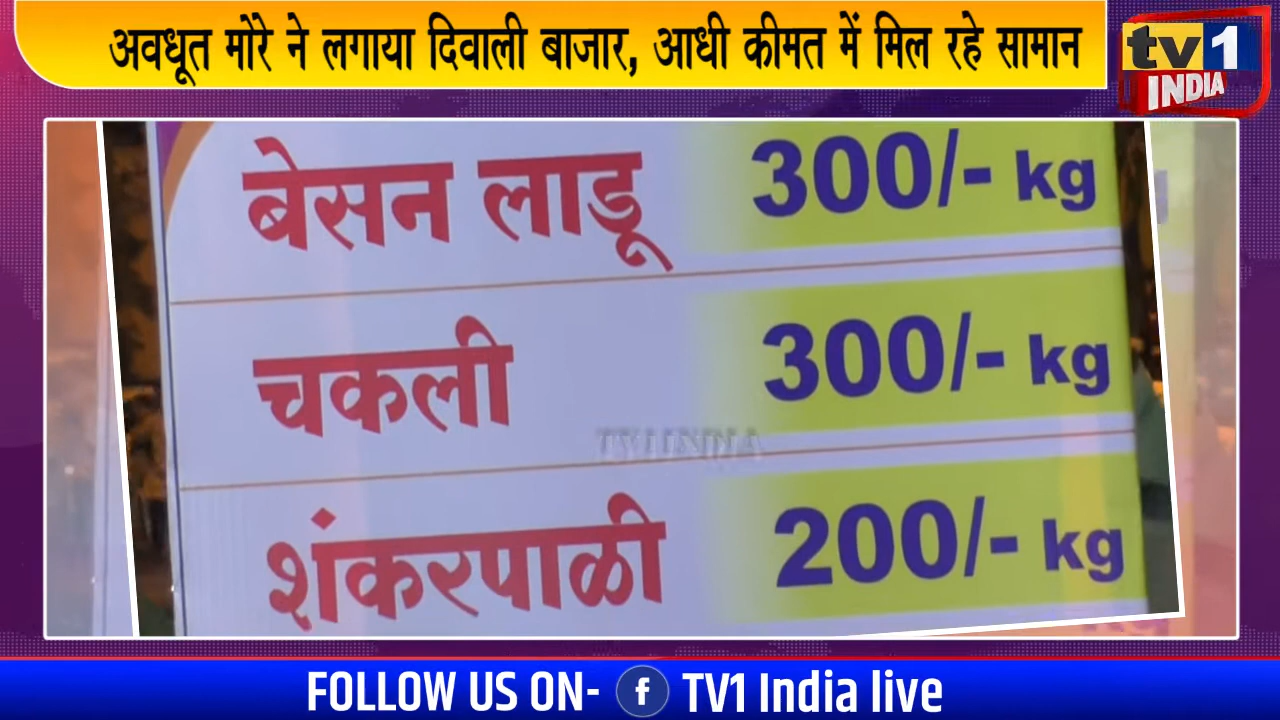 अवधूत मोरे ने लगाया दिवाली बाजार, आधी कीमत में मिल रहे सामान
tv1
INDIA
बेसन लाडू 300/- kg
चकली 300/- kg
TV1 INDIA
शंकरपाळी 200/- kg
FOLLOW US ON- f TV1 India live